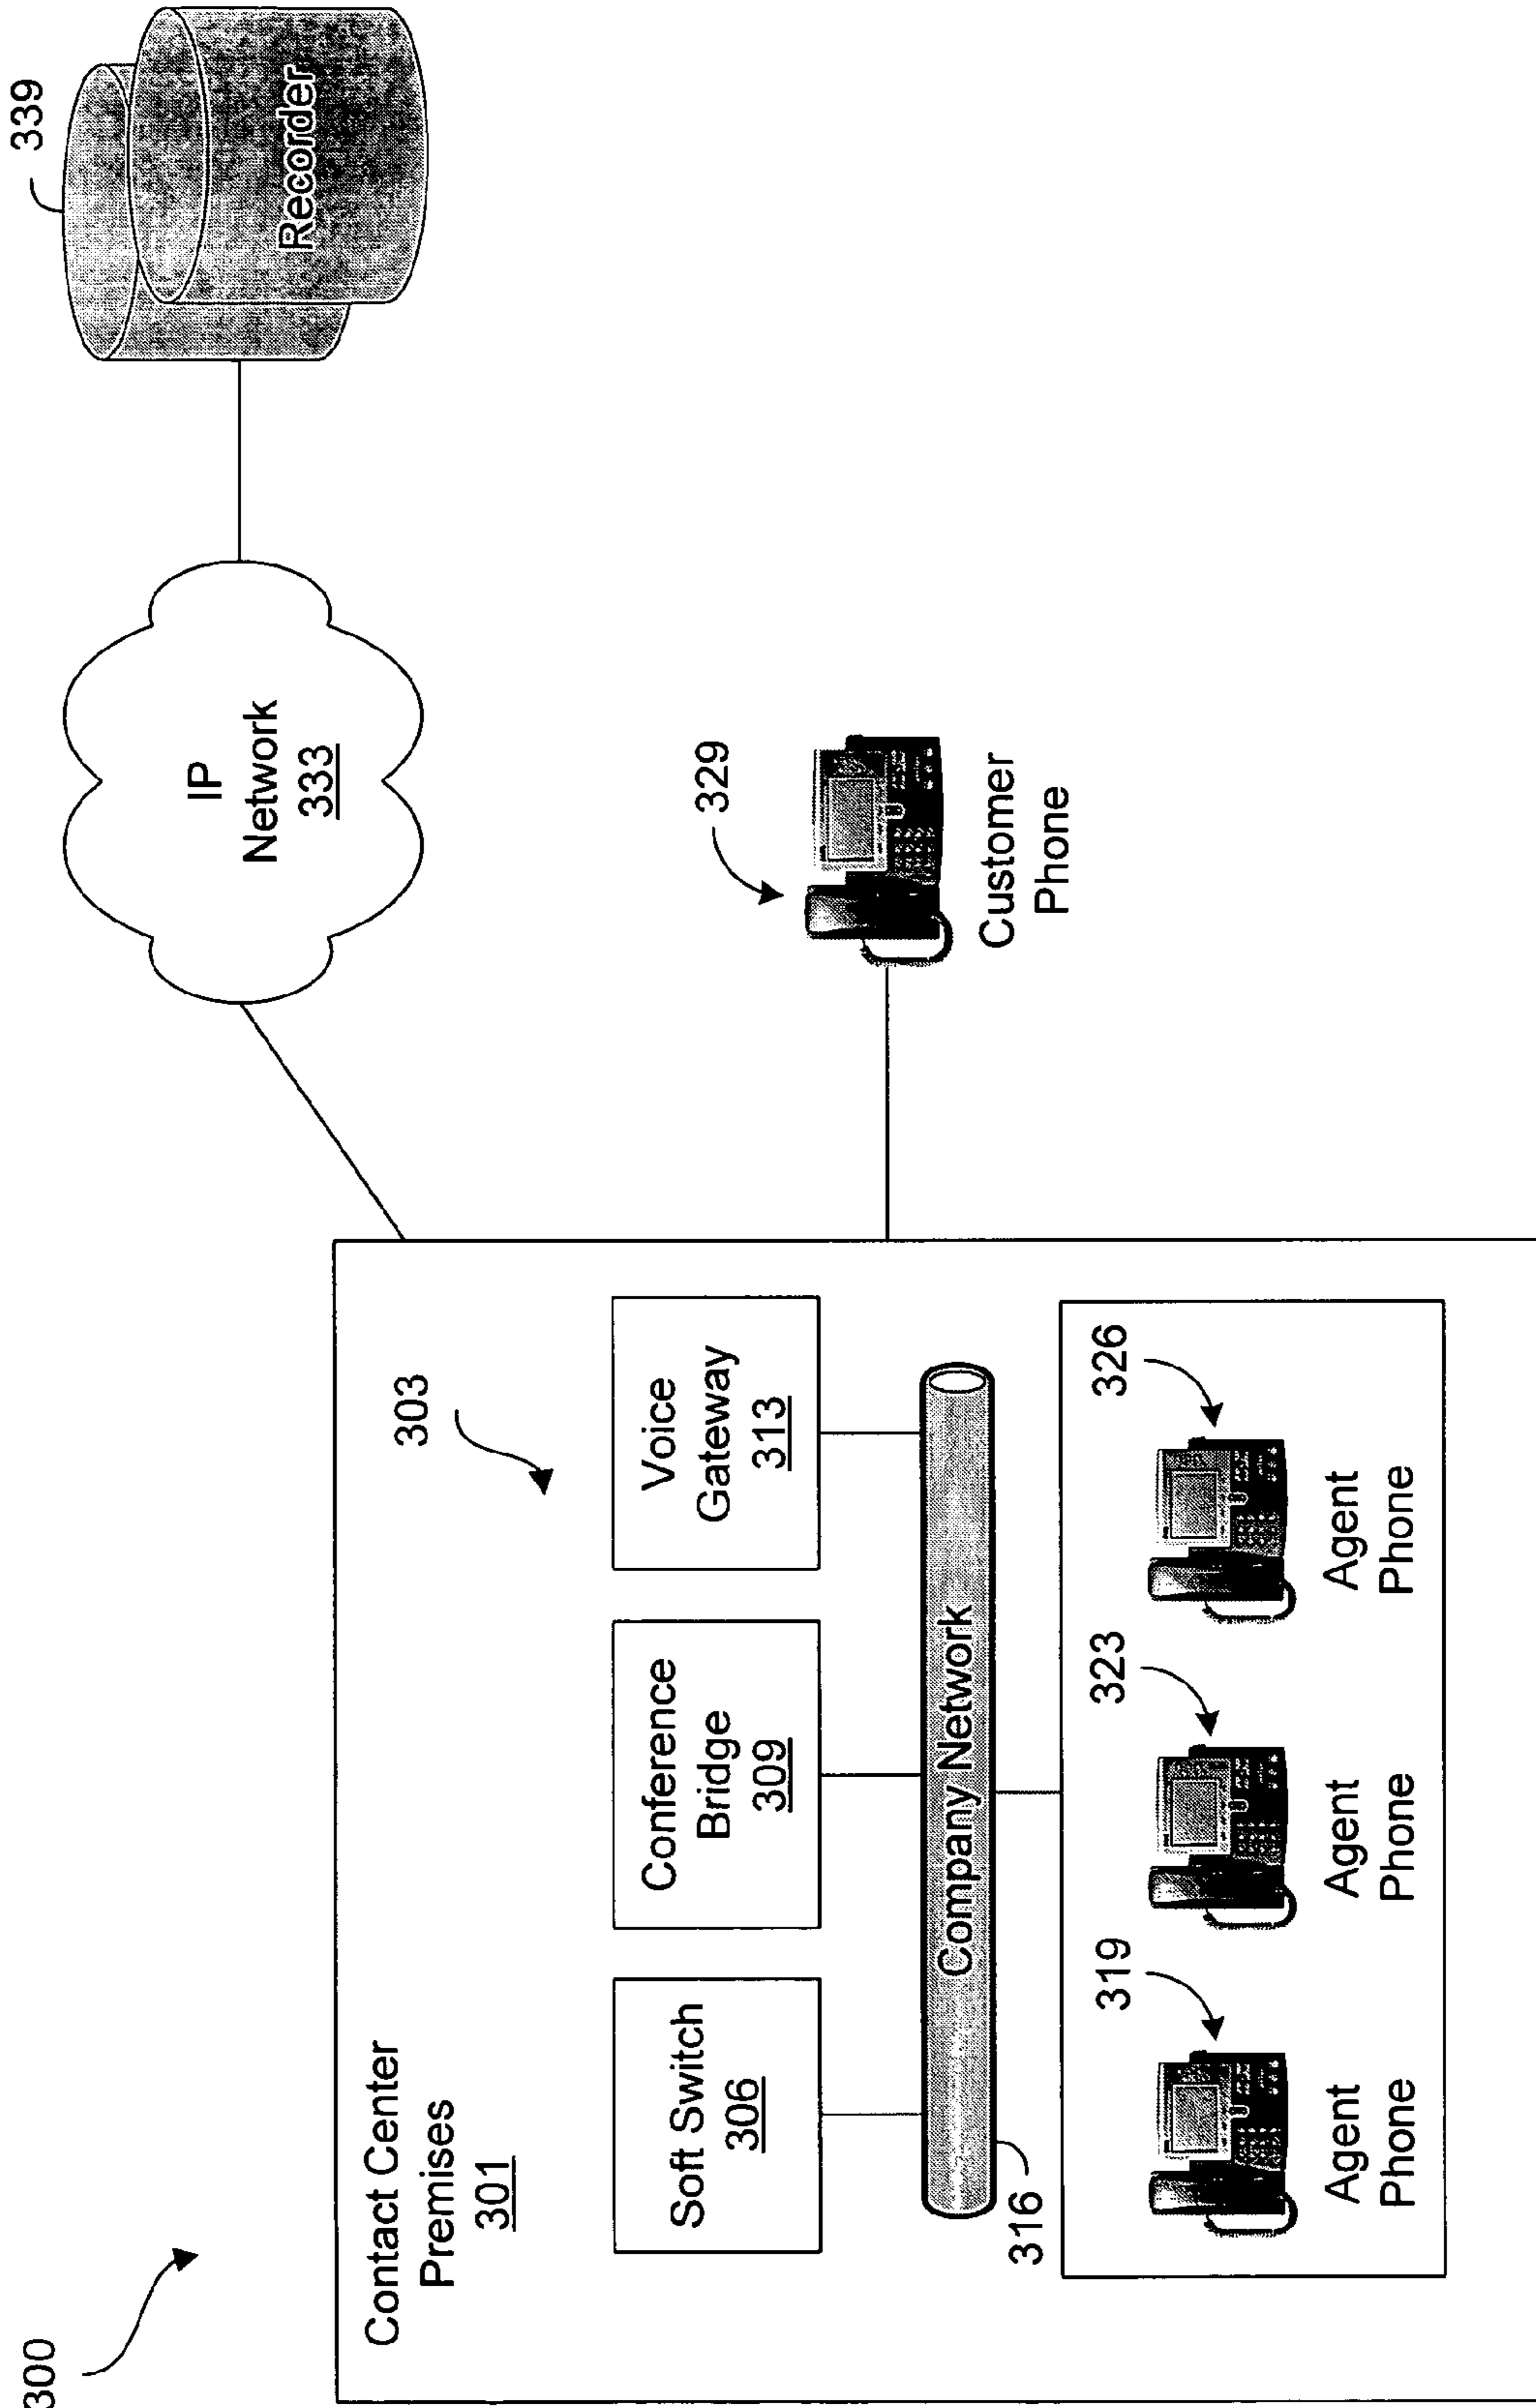 300
339
Recorder
IP
Network
333
Contact Center
Premises
301
303
Soft Switch
306
Conference
Bridge
309
Voice
Gateway
313
329
Customer
Phone
Company Network
316
319
323
326
Agent
Phone
Agent
Phone
Agent
Phone